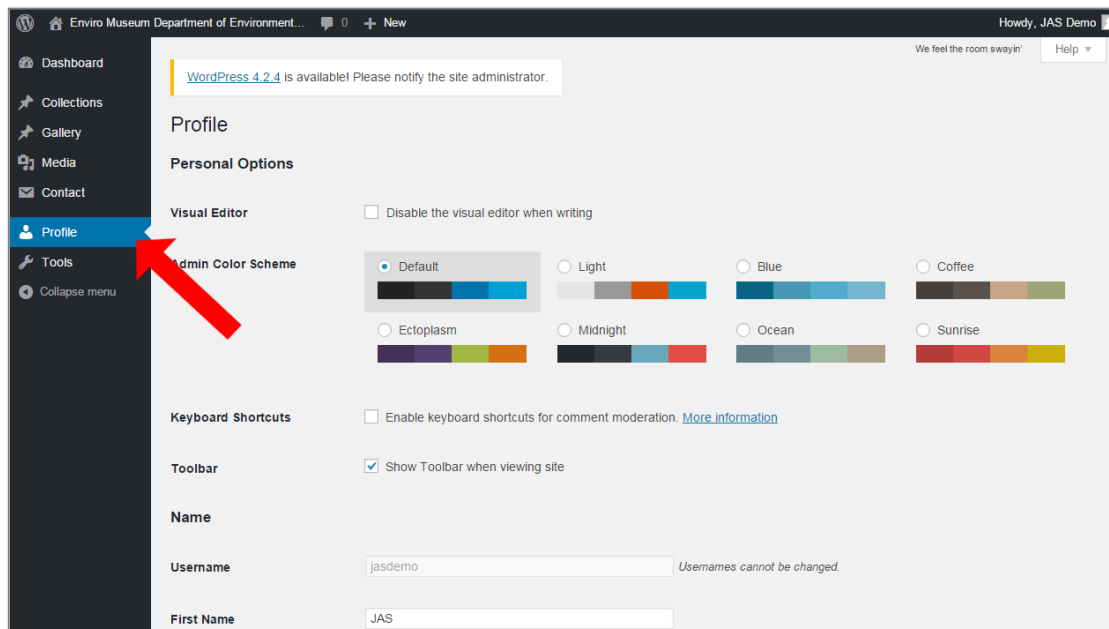 Enviro Museum Department of Environment... 0 + New Howdy, JAS Demo
We feel the room swayin' Help
Dashboard
WordPress 4.2.4 is available! Please notify the site administrator.
Collections
Profile
Gallery
Media
Personal Options
Contact
Visual Editor Disable the visual editor when writing
Profile
Tools
Admin Color Scheme Default Light Blue Coffee
Collapse menu
Ectoplasm Midnight Ocean Sunrise
Keyboard Shortcuts Enable keyboard shortcuts for comment moderation. More information
Toolbar Show Toolbar when viewing site
Name
Username jasdemo Usernames cannot be changed.
First Name JAS